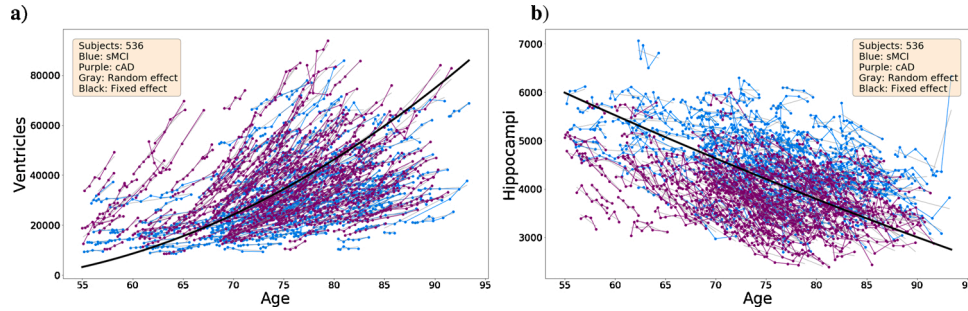 a)
Subjects: 536
Blue: sMCI
Purple: cAD
Gray: Random effect
Black: Fixed effect
80000
60000
40000
20000
0
Ventricles
55 60 65 70 75 80 85 90 95
Age
b)
Subjects: 536
Blue: sMCI
Purple: cAD
Gray: Random effect
Black: Fixed effect
7000
6000
5000
4000
3000
Hippocampi
55 60 65 70 75 80 85 90
Age